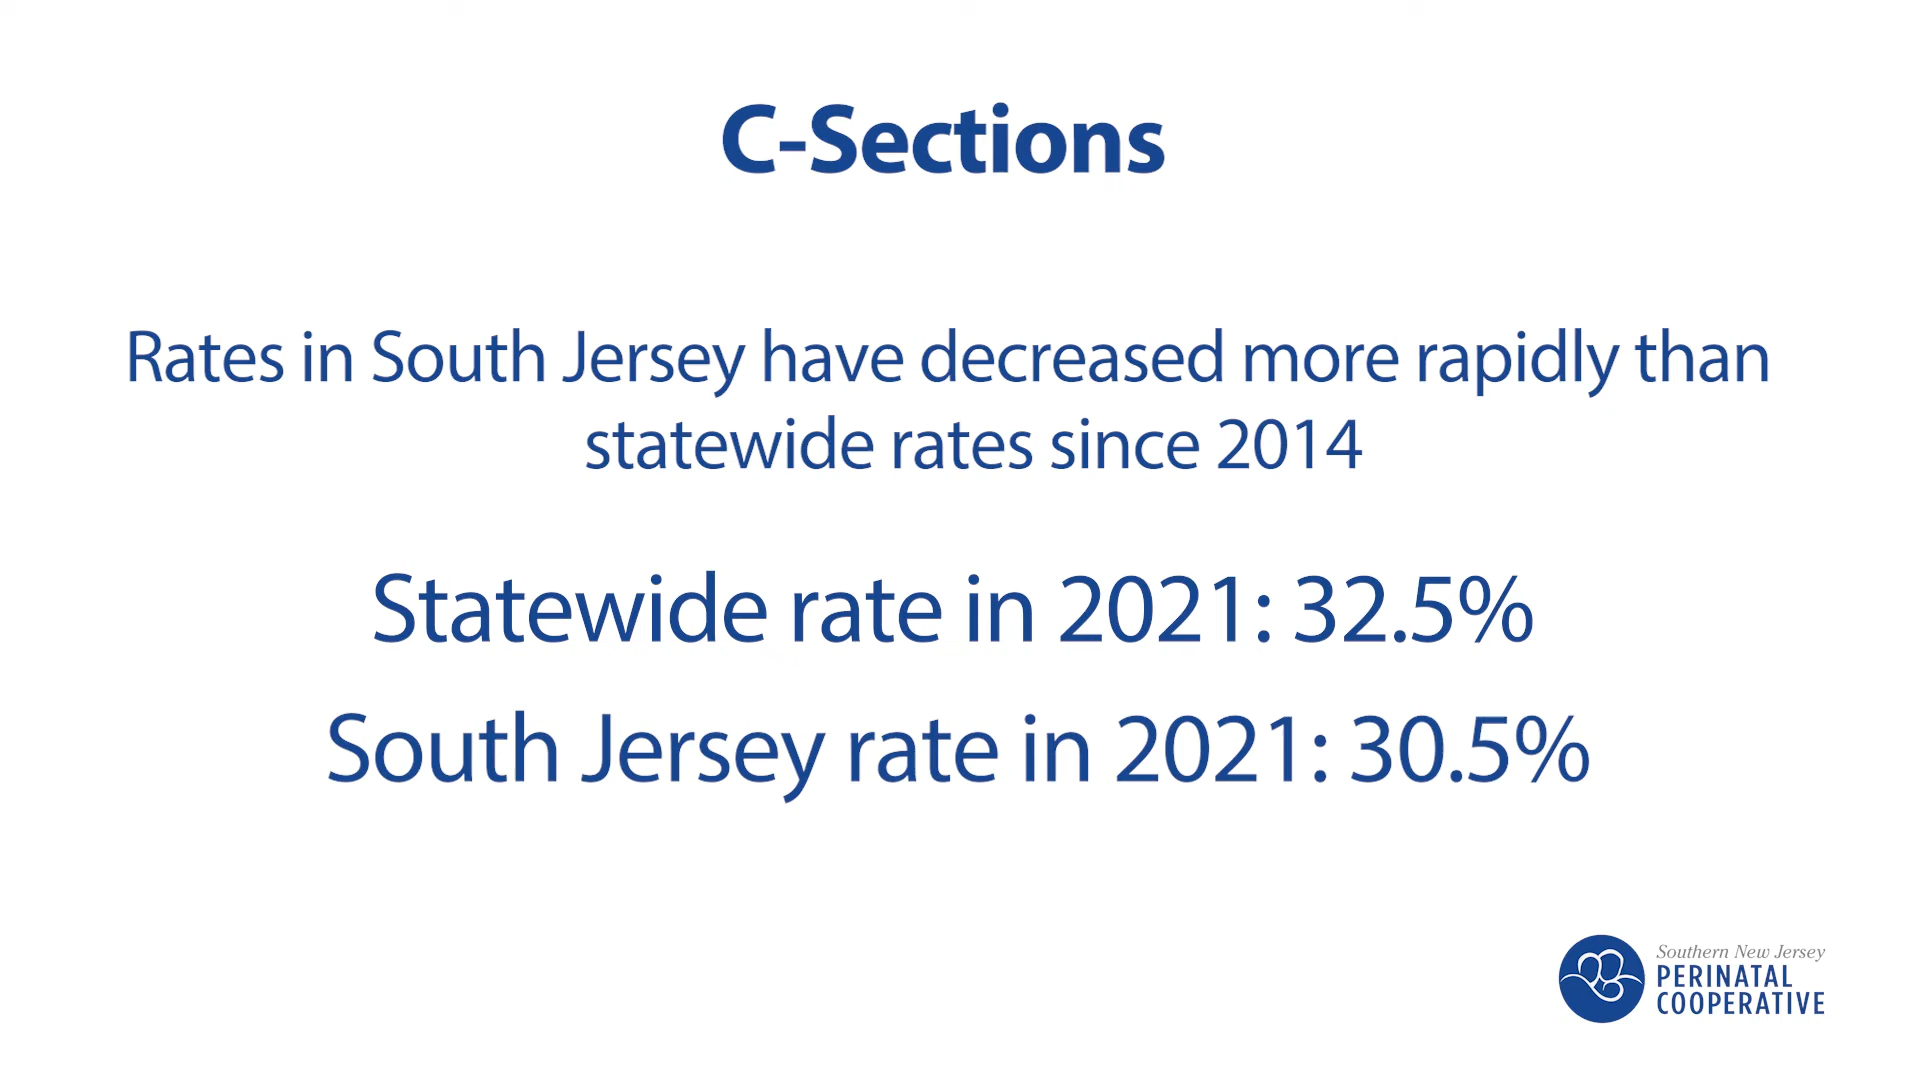 C-Sections
Rates in South Jersey have decreased more rapidly than
statewide rates since 2014
Statewide rate in 2021: 32.5%
South Jersey rate in 2021: 30.5%
Southern New Jersey
PERINATAL
COOPERATIVE